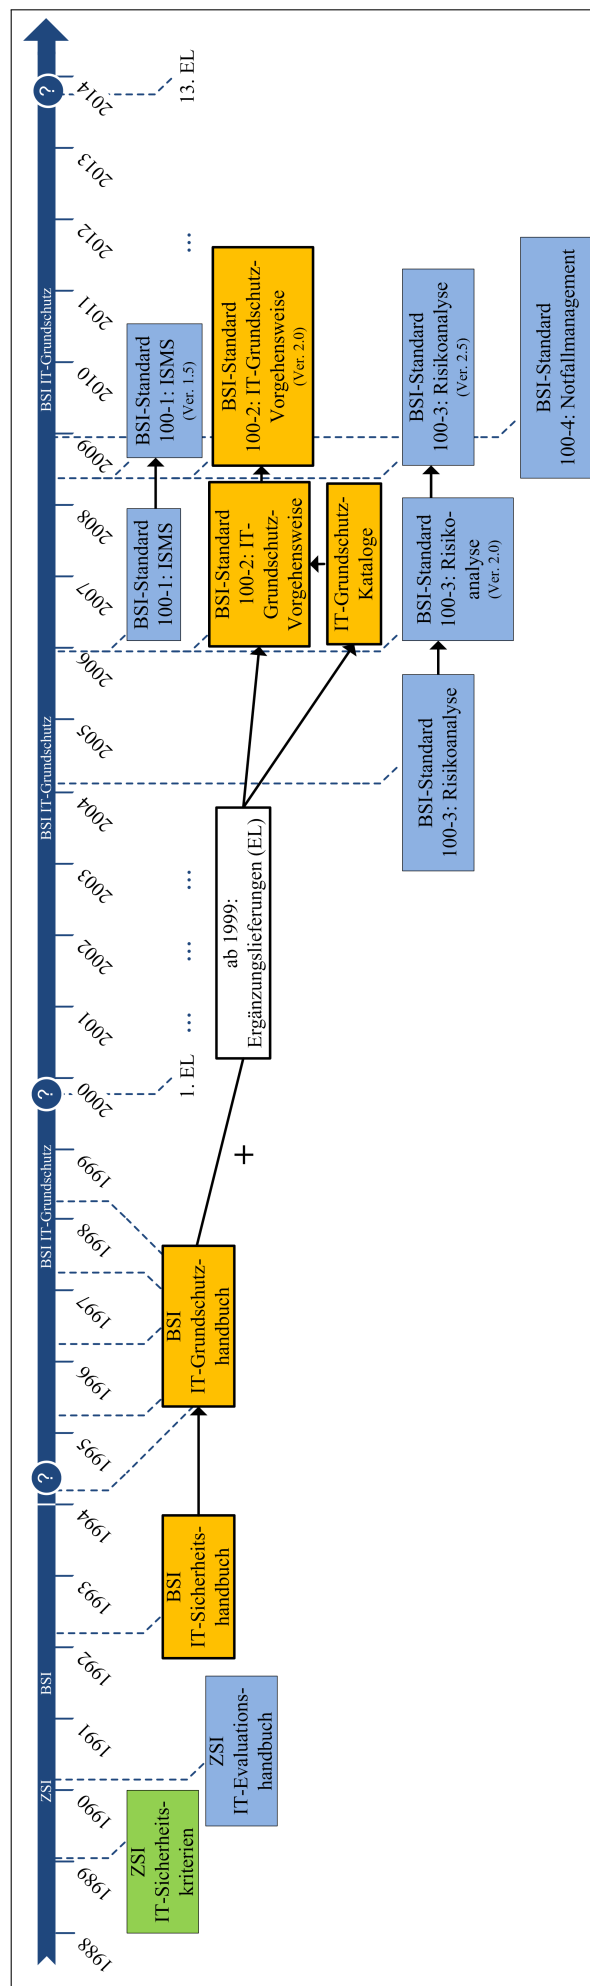 ZSI
BSI
BSI IT-Grundschutz
BSI IT-Grundschutz
BSI IT-Grundschutz
?
?
?
1988
1989
1990
1991
1992
1993
1994
1995
1996
1997
1998
1999
2000
2001
2002
2003
2004
2005
2006
2007
2008
2009
2010
2011
2012
2013
2014
ZSI
IT-Sicherheits-
kriterien
ZSI
IT-Evaluations-
handbuch
BSI
IT-Sicherheits-
handbuch
BSI
IT-Grundschutz-
handbuch
+
1. EL
...
...
...
ab 1999:
Ergänzungslieferungen (EL)
BSI-Standard
100-3: Risikoanalyse
BSI-Standard
100-1: ISMS
BSI-Standard
100-2: IT-
Grundschutz-
Vorgehensweise
IT-Grundschutz-
Kataloge
BSI-Standard
100-3: Risiko-
analyse
(Ver. 2.0)
BSI-Standard
100-1: ISMS
(Ver. 1.5)
BSI-Standard
100-2: IT-Grundschutz-
Vorgehensweise
(Ver. 2.0)
BSI-Standard
100-3: Risikoanalyse
(Ver. 2.5)
BSI-Standard
100-4: Notfallmanagement
...
13. EL